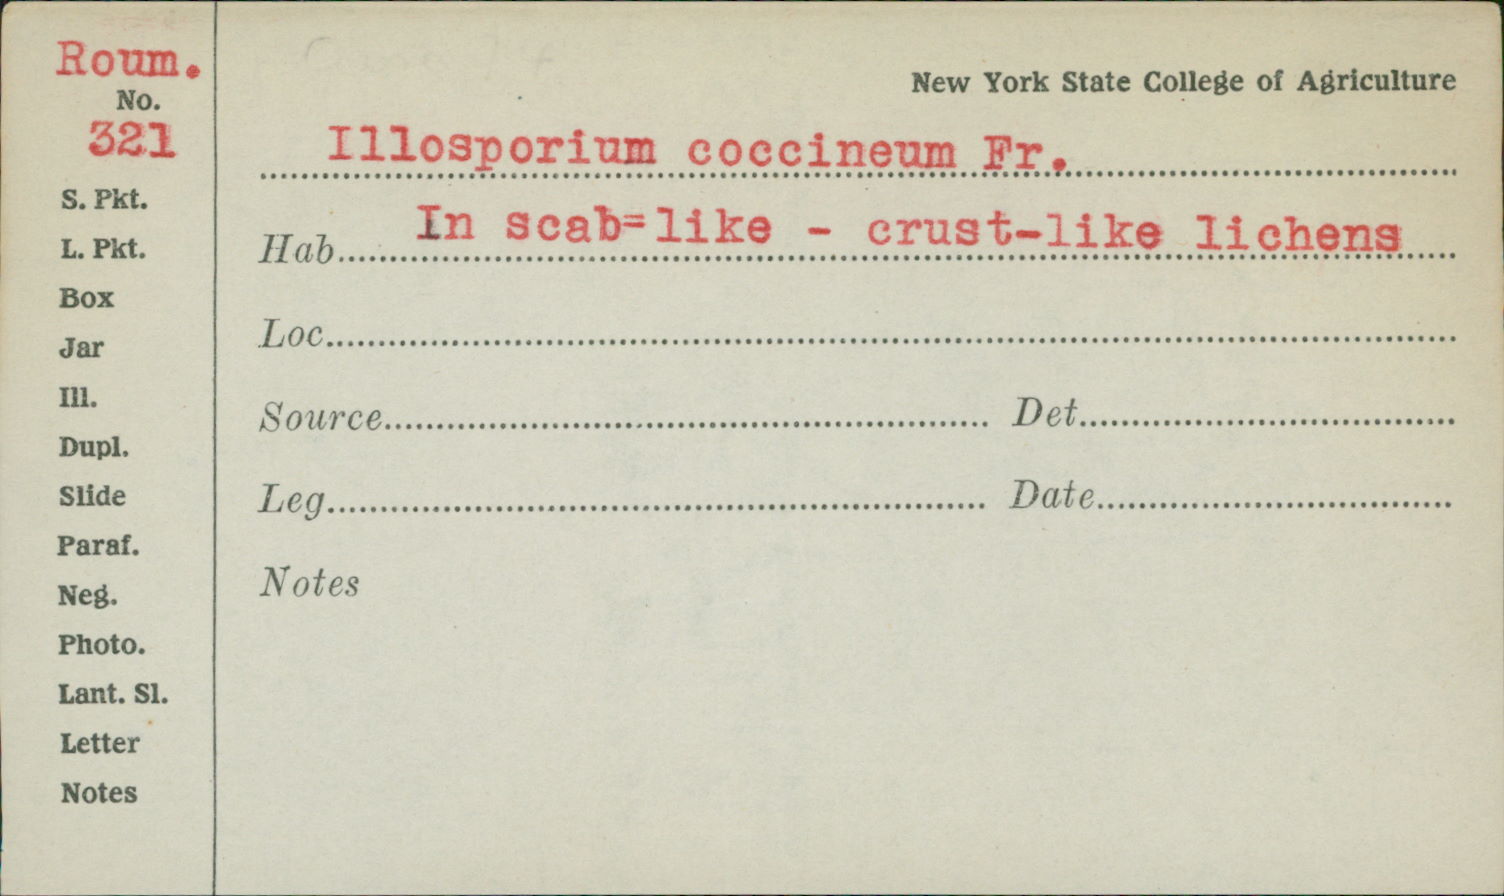 Roum.
No.
321
S. Pkt.
L. Pkt.
Box
Jar
Ill.
Dupl.
Slide
Paraf.
Neg.
Photo.
Lant. Sl.
Letter
Notes
New York State College of Agriculture
Illosporium coccineum Fr.
Hab. In scab=like - crust-like lichens
Loc.
Source Det.
Leg. Date
Notes